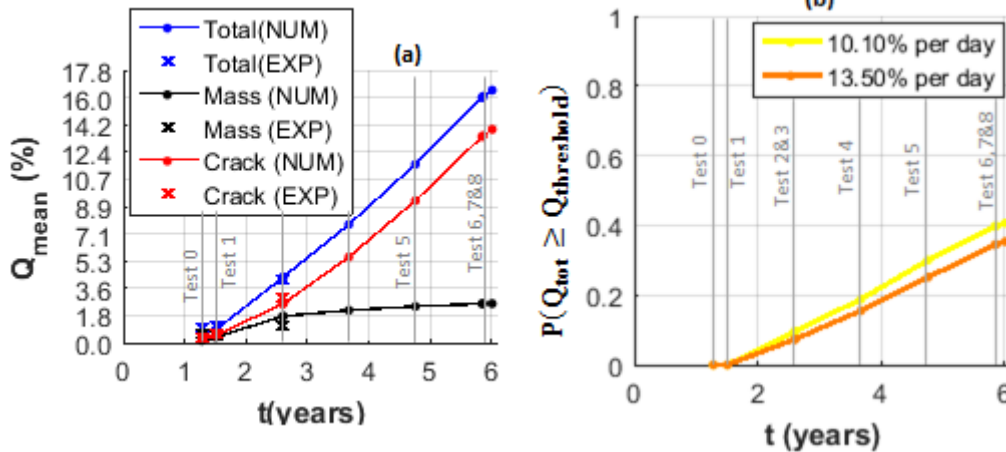 Total(NUM)
Total(EXP)
Mass (NUM)
Mass (EXP)
Crack (NUM)
Crack (EXP)
(a)
Q_mean (%)
17.8
16.0
14.2
12.4
10.7
8.9
7.1
5.3
3.6
1.8
0.0
Test 0
Test 1
Test 5
Test 6,7&8
0 1 2 3 4 5 6
t(years)
(b)
10.10% per day
13.50% per day
P(Q_tot ≥ Q_threshold)
1
0.8
0.6
0.4
0.2
0
Test 0
Test 1
Test 2&3
Test 4
Test 5
Test 6,7&8
0 2 4 6
t (years)